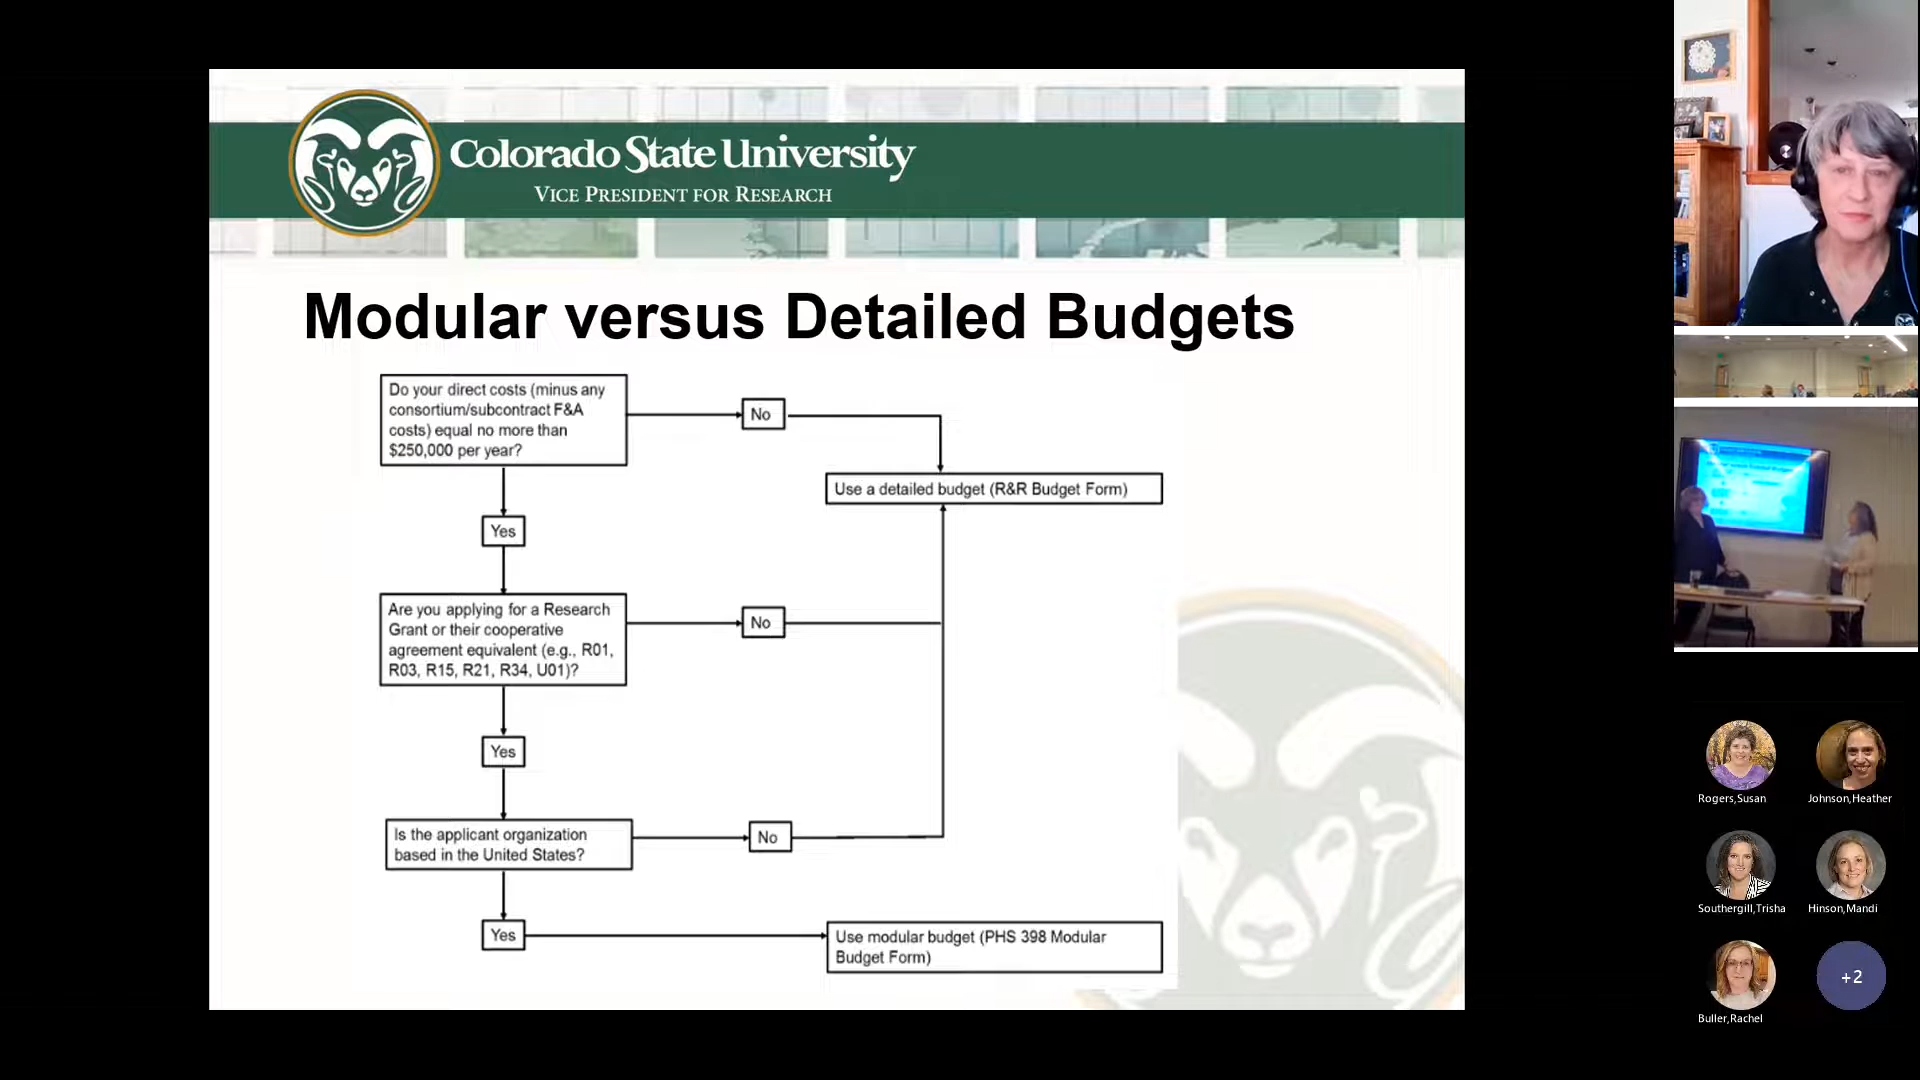 Colorado State University
VICE PRESIDENT FOR RESEARCH
Modular versus Detailed Budgets
Do your direct costs (minus any
consortium/subcontract F&A
costs) equal no more than
$250,000 per year?
No
Use a detailed budget (R&R Budget Form)
Yes
Are you applying for a Research
Grant or their cooperative
agreement equivalent (e.g., R01,
R03, R15, R21, R34, U01)?
No
Yes
Is the applicant organization
based in the United States?
No
Yes
Use modular budget (PHS 398 Modular
Budget Form)
Rogers,Susan
Johnson,Heather
Southergill,Trisha
Hinson,Mandi
Buller,Rachel
+2